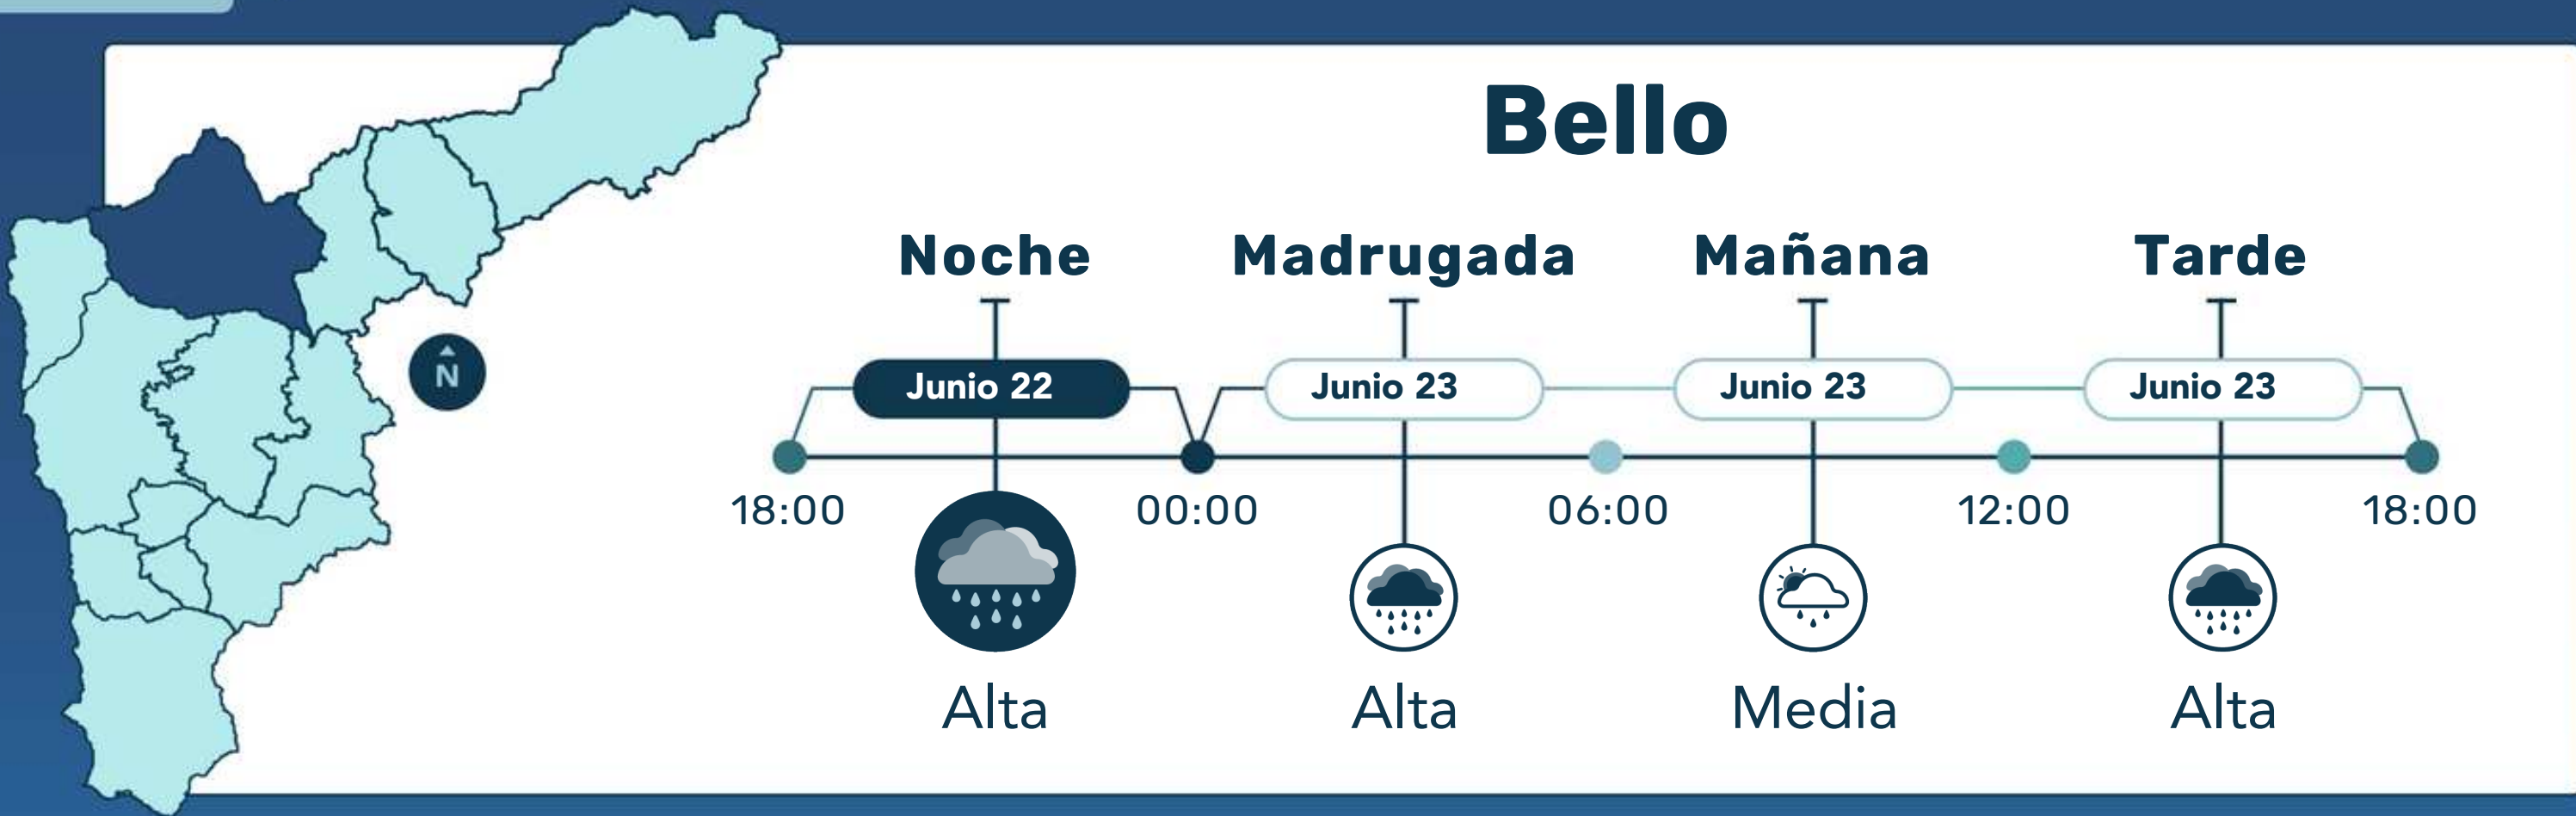 Bello
Noche Madrugada Mañana Tarde
Junio 22 Junio 23 Junio 23 Junio 23
N
18:00 00:00 06:00 12:00 18:00
Alta Alta Media Alta